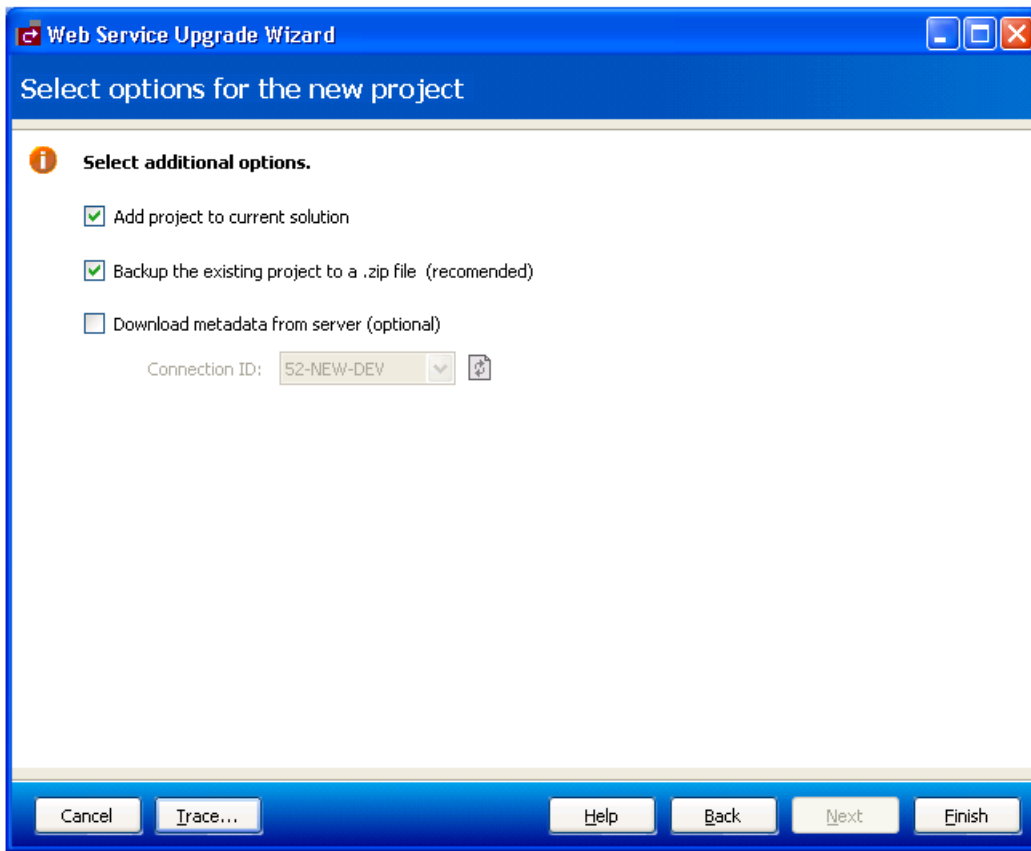 Web Service Upgrade Wizard
Select options for the new project
Select additional options.
Add project to current solution
Backup the existing project to a .zip file (recomended)
Download metadata from server (optional)
Connection ID: 52-NEW-DEV
Cancel Trace... Help Back Next Finish